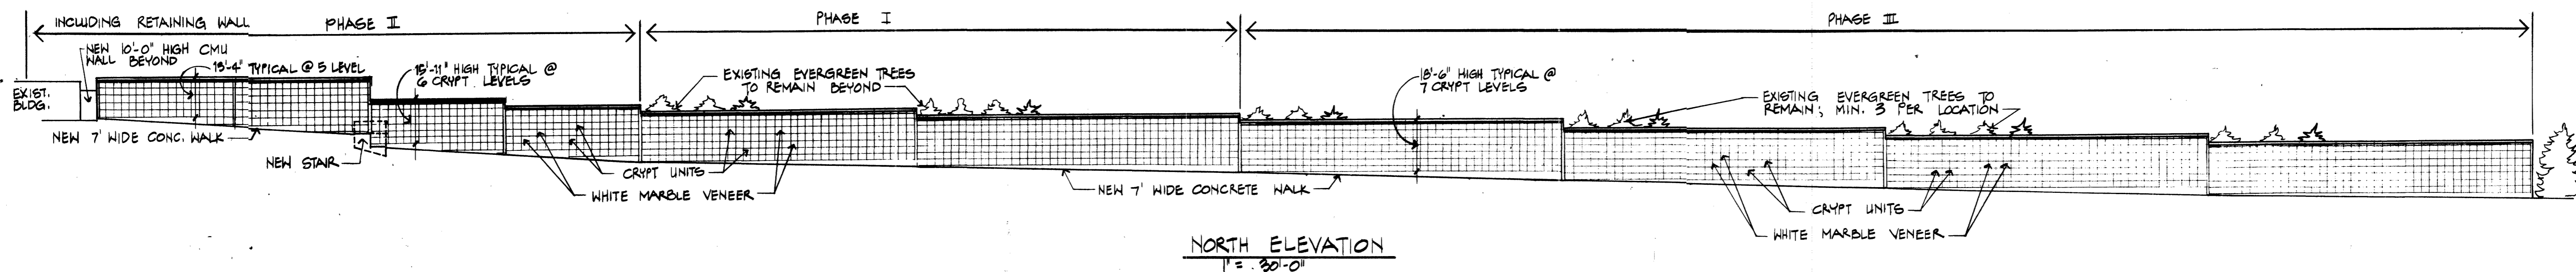 INCLUDING RETAINING WALL
PHASE II
PHASE I
PHASE III
NEW 10'-0" HIGH CMU
WALL BEYOND
13'-4" TYPICAL @ 5 LEVEL
15'-11" HIGH TYPICAL @
6 CRYPT LEVELS
EXISTING EVERGREEN TREES
TO REMAIN BEYOND
18'-6" HIGH TYPICAL @
7 CRYPT LEVELS
EXISTING EVERGREEN TREES TO
REMAIN; MIN. 3 PER LOCATION
EXIST.
BLDG.
NEW 7' WIDE CONC. WALK
NEW STAIR
CRYPT UNITS
WHITE MARBLE VENEER
NEW 7' WIDE CONCRETE WALK
CRYPT UNITS
WHITE MARBLE VENEER
NORTH ELEVATION
1" = 30'-0"